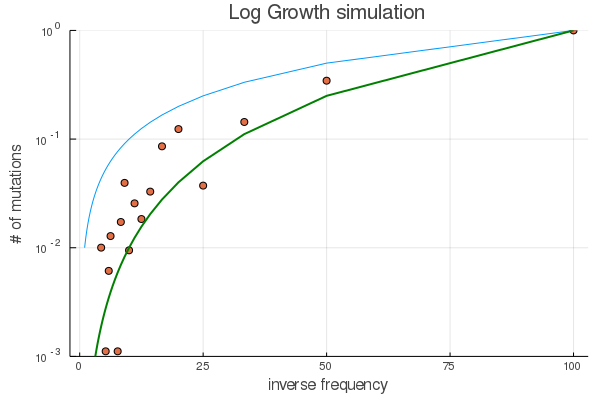 Log Growth simulation
10^0
10^-1
10^-2
10^-3
# of mutations
0 25 50 75 100
inverse frequency